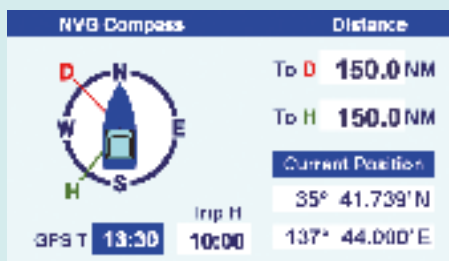 NVG Compass
Distance
D
N
W
E
H
S
To D 150.0 NM
To H 150.0 NM
Current Position
35° 41.739'N
137° 44.000'E
Trip H
GPS T 13:30 10:00